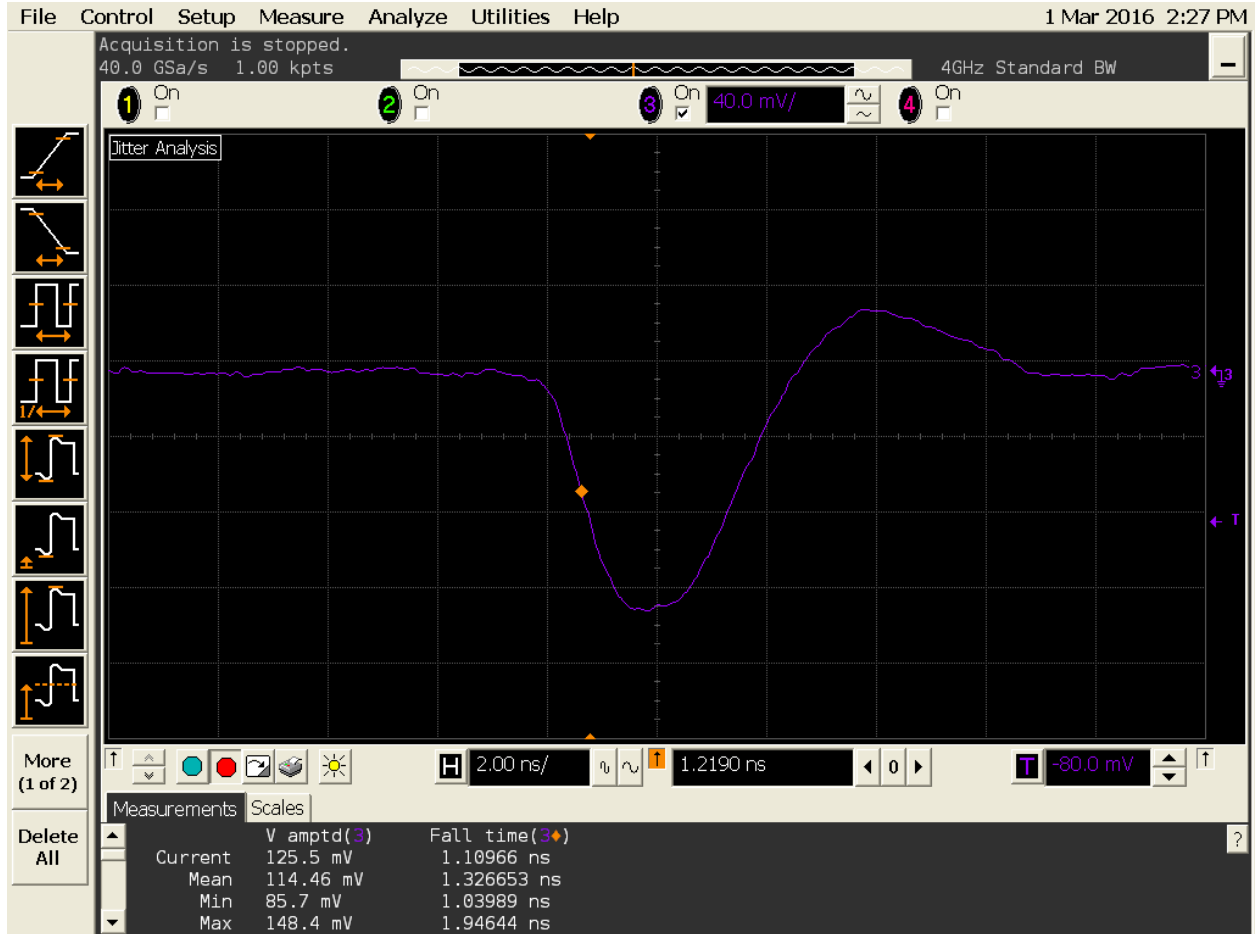 File Control Setup Measure Analyze Utilities Help 1 Mar 2016 2:27 PM
Acquisition is stopped.
40.0 GSa/s 1.00 kpts 4GHz Standard BW
1 On 2 On 3 On 40.0 mV/ 4 On
Jitter Analysis
1/
3 3
T
More
(1 of 2)
Delete
All
H 2.00 ns/ 1.2190 ns 0 T -80.0 mV
Measurements Scales
V amptd(3) Fall time(3◆) ?
Current 125.5 mV 1.10966 ns
Mean 114.46 mV 1.326653 ns
Min 85.7 mV 1.03989 ns
Max 148.4 mV 1.94644 ns